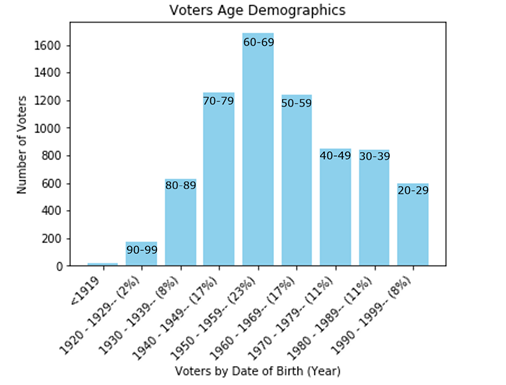 Voters Age Demographics
Number of Voters
1600
1400
1200
1000
800
600
400
200
0
60-69
70-79
50-59
40-49
30-39
80-89
20-29
90-99
<1919
1920 - 1929-- (2%)
1930 - 1939-- (8%)
1940 - 1949-- (17%)
1950 - 1959-- (23%)
1960 - 1969-- (17%)
1970 - 1979-- (11%)
1980 - 1989-- (11%)
1990 - 1999-- (8%)
Voters by Date of Birth (Year)